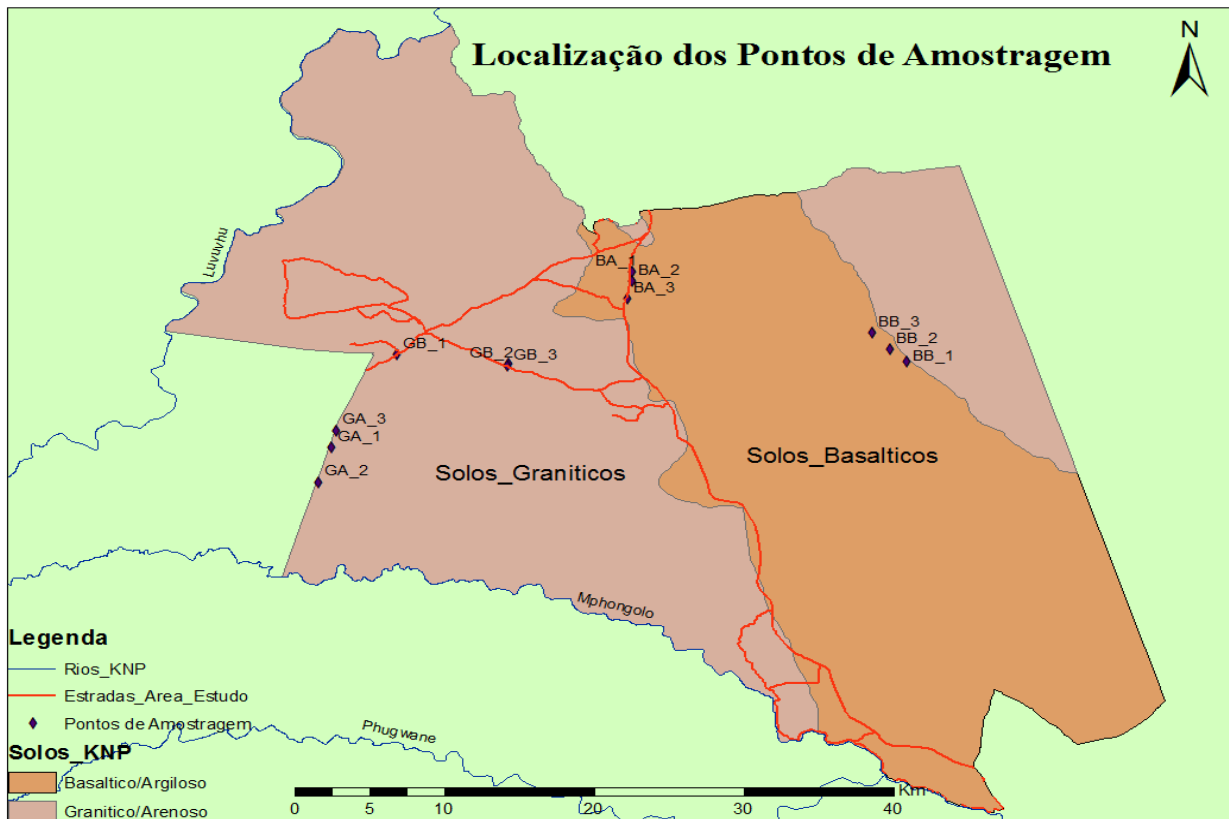 Localização dos Pontos de Amostragem
N
Luvuvhu
BA_1
BA_2
BA_3
BB_3
BB_2
BB_1
GB_1
GB_2
GB_3
GA_3
GA_1
GA_2
Solos_Basalticos
Solos_Graniticos
Mphongolo
Phugwane
Legenda
Rios_KNP
Estradas_Area_Estudo
Pontos de Amostragem
Solos_KNP
Basaltico/Argiloso
Granitico/Arenoso
Km
0 5 10 20 30 40